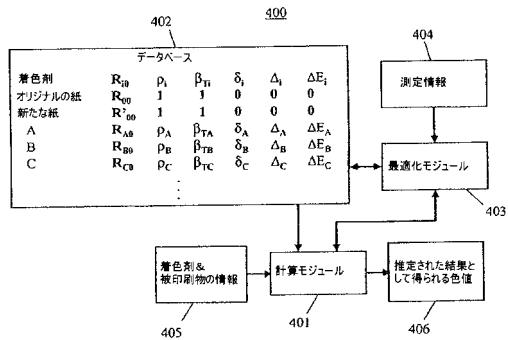 400
402
データベース
着色剤 R_i0 ρ_i β_Ti δ_i Δ_i ΔE_i
オリジナルの紙 R_00 1 1 0 0 0
新たな紙 R'_00 1 1 0 0 0
A R_A0 ρ_A β_TA δ_A Δ_A ΔE_A
B R_B0 ρ_B β_TB δ_B Δ_B ΔE_B
C R_C0 ρ_C β_TC δ_C Δ_C ΔE_C
404
測定情報
最適化モジュール
403
着色剤&
被印刷物の情報
405
計算モジュール
401
推定された結果と
して得られる色値
406